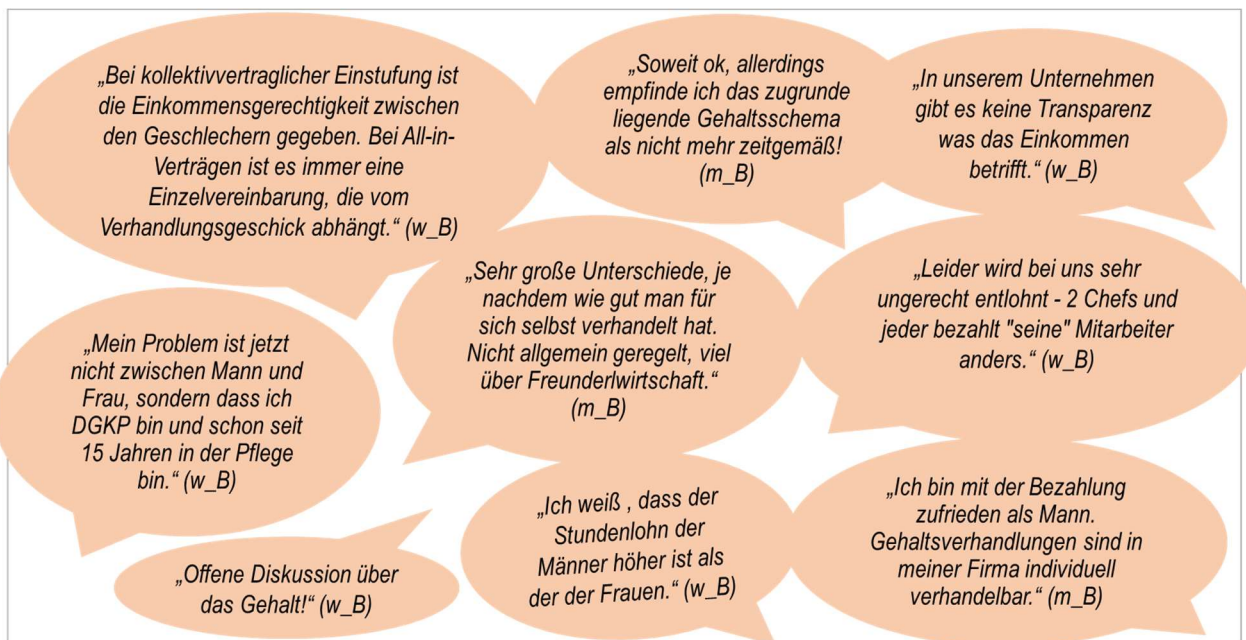 „Bei kollektivvertraglicher Einstufung ist
die Einkommensgerechtigkeit zwischen
den Geschlechern gegeben. Bei All-in-
Verträgen ist es immer eine
Einzelvereinbarung, die vom
Verhandlungsgeschick abhängt.“ (w_B)
„Soweit ok, allerdings
empfinde ich das zugrunde
liegende Gehaltsschema
als nicht mehr zeitgemäß!
(m_B)
„In unserem Unternehmen
gibt es keine Transparenz
was das Einkommen
betrifft.“ (w_B)
„Sehr große Unterschiede, je
nachdem wie gut man für
sich selbst verhandelt hat.
Nicht allgemein geregelt, viel
über Freunderlwirtschaft.“
(m_B)
„Leider wird bei uns sehr
ungerecht entlohnt - 2 Chefs und
jeder bezahlt "seine" Mitarbeiter
anders.“ (w_B)
„Mein Problem ist jetzt
nicht zwischen Mann und
Frau, sondern dass ich
DGKP bin und schon seit
15 Jahren in der Pflege
bin.“ (w_B)
„Ich weiß , dass der
Stundenlohn der
Männer höher ist als
der der Frauen.“ (w_B)
„Ich bin mit der Bezahlung
zufrieden als Mann.
Gehaltsverhandlungen sind in
meiner Firma individuell
verhandelbar.“ (m_B)
„Offene Diskussion über
das Gehalt!“ (w_B)